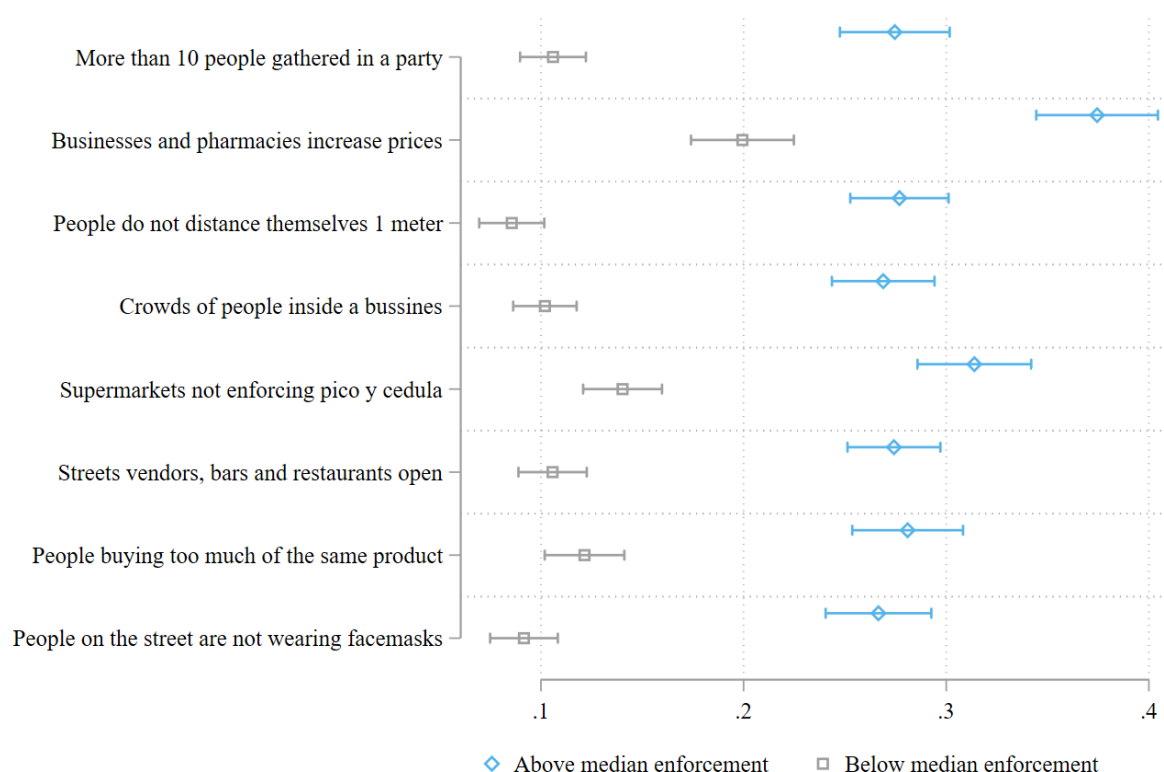 More than 10 people gathered in a party
Businesses and pharmacies increase prices
People do not distance themselves 1 meter
Crowds of people inside a bussines
Supermarkets not enforcing pico y cedula
Streets vendors, bars and restaurants open
People buying too much of the same product
People on the street are not wearing facemasks
.1 .2 .3 .4
Above median enforcement Below median enforcement